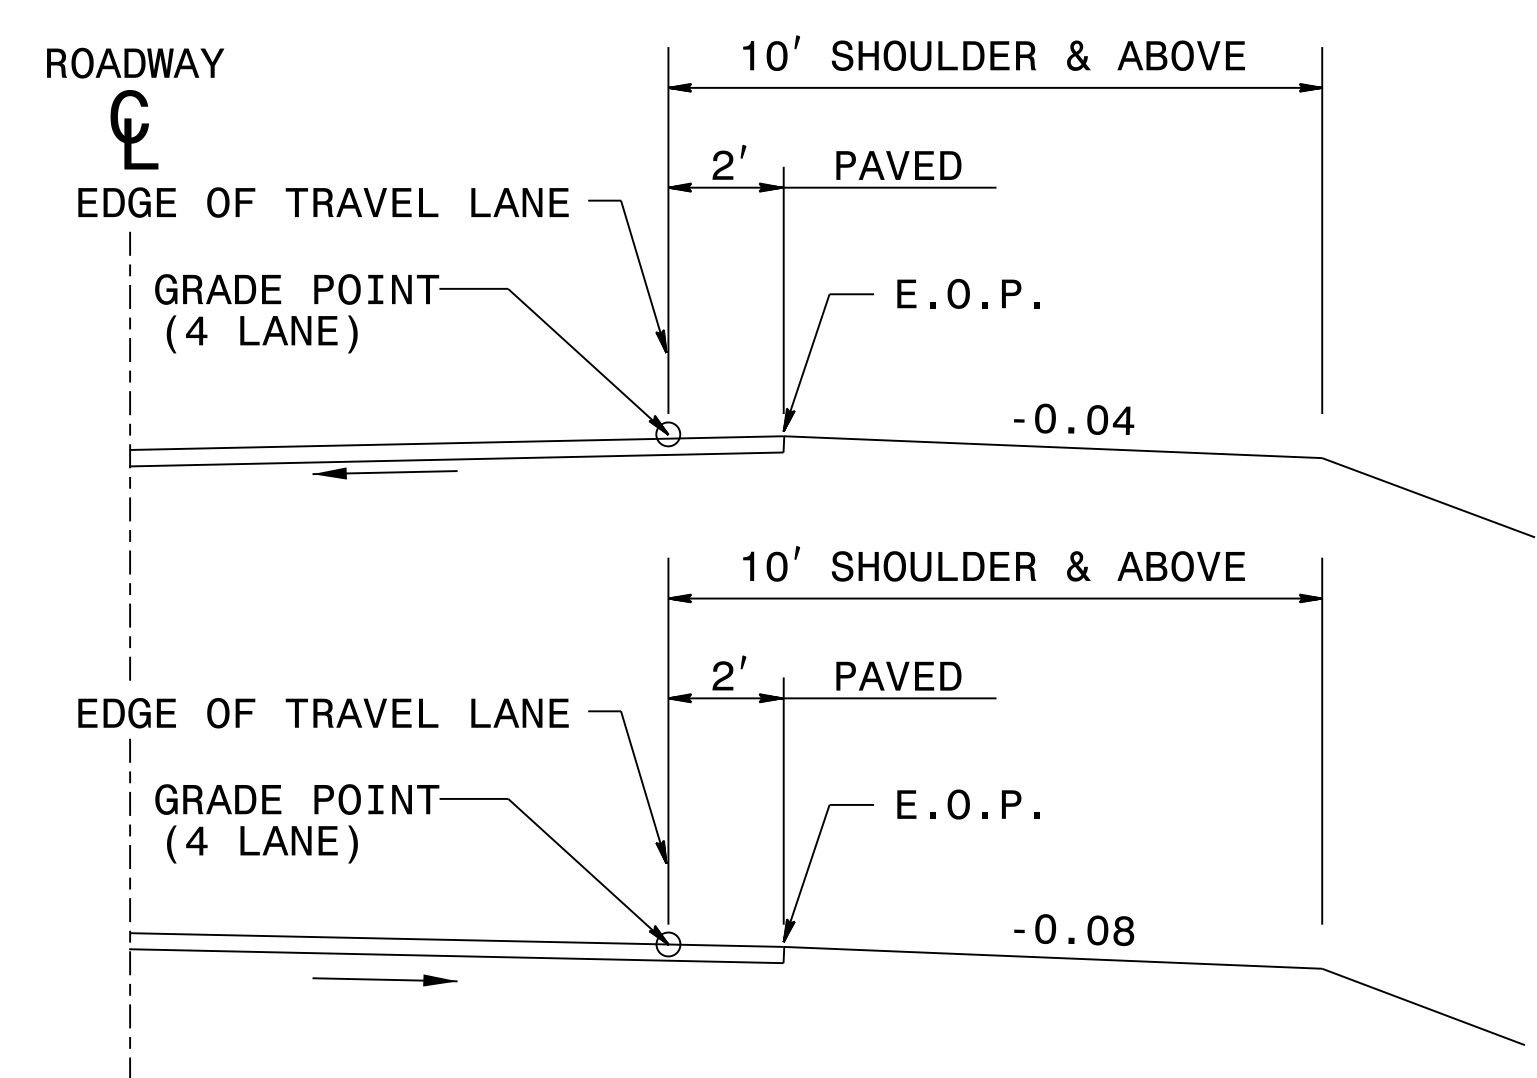 10' SHOULDER & ABOVE
ROADWAY
CL
2' PAVED
EDGE OF TRAVEL LANE
GRADE POINT
(4 LANE)
E.O.P.
-0.04
10' SHOULDER & ABOVE
2' PAVED
EDGE OF TRAVEL LANE
GRADE POINT
(4 LANE)
E.O.P.
-0.08